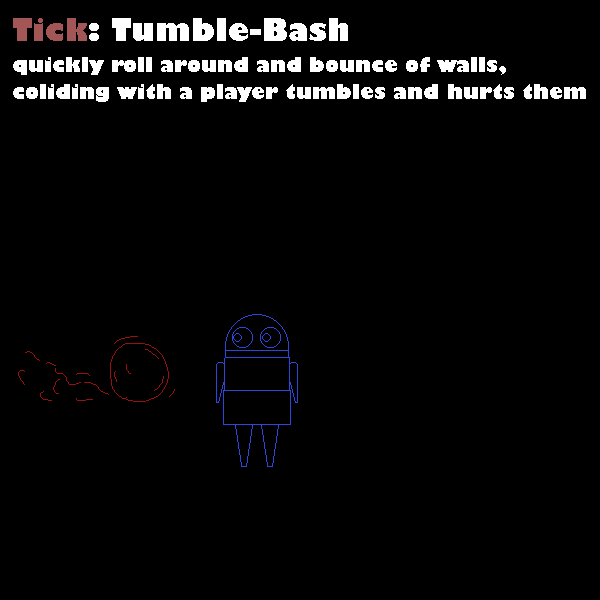 Tick: Tumble-Bash
quickly roll around and bounce of walls,
coliding with a player tumbles and hurts them